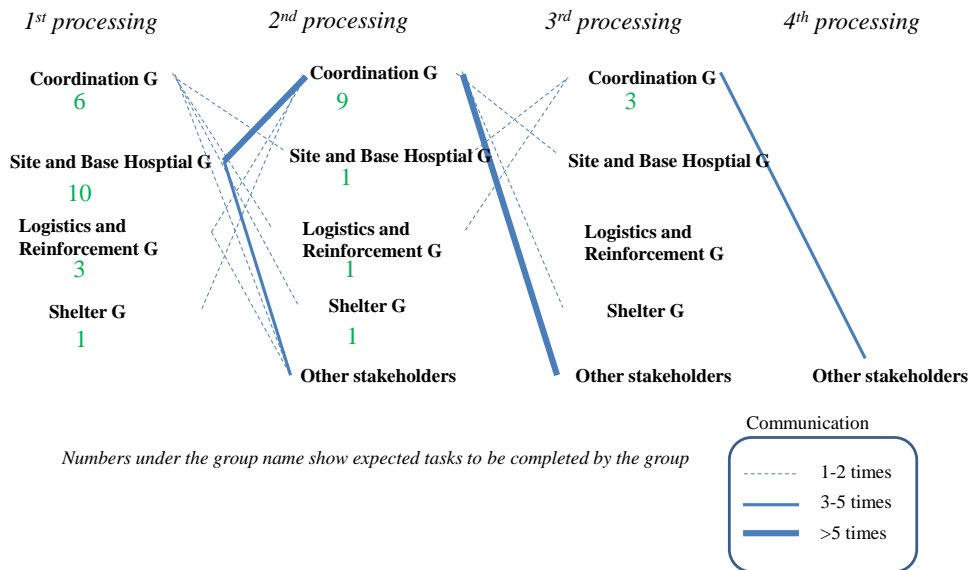 1st processing
2nd processing
3rd processing
4th processing
Coordination G
6
Site and Base Hosptial G
10
Logistics and
Reinforcement G
3
Shelter G
1
Coordination G
9
Site and Base Hosptial G
1
Logistics and
Reinforcement G
1
Shelter G
1
Other stakeholders
Coordination G
3
Site and Base Hosptial G
Logistics and
Reinforcement G
Shelter G
Other stakeholders
Other stakeholders
Numbers under the group name show expected tasks to be completed by the group
Communication
1-2 times
3-5 times
>5 times